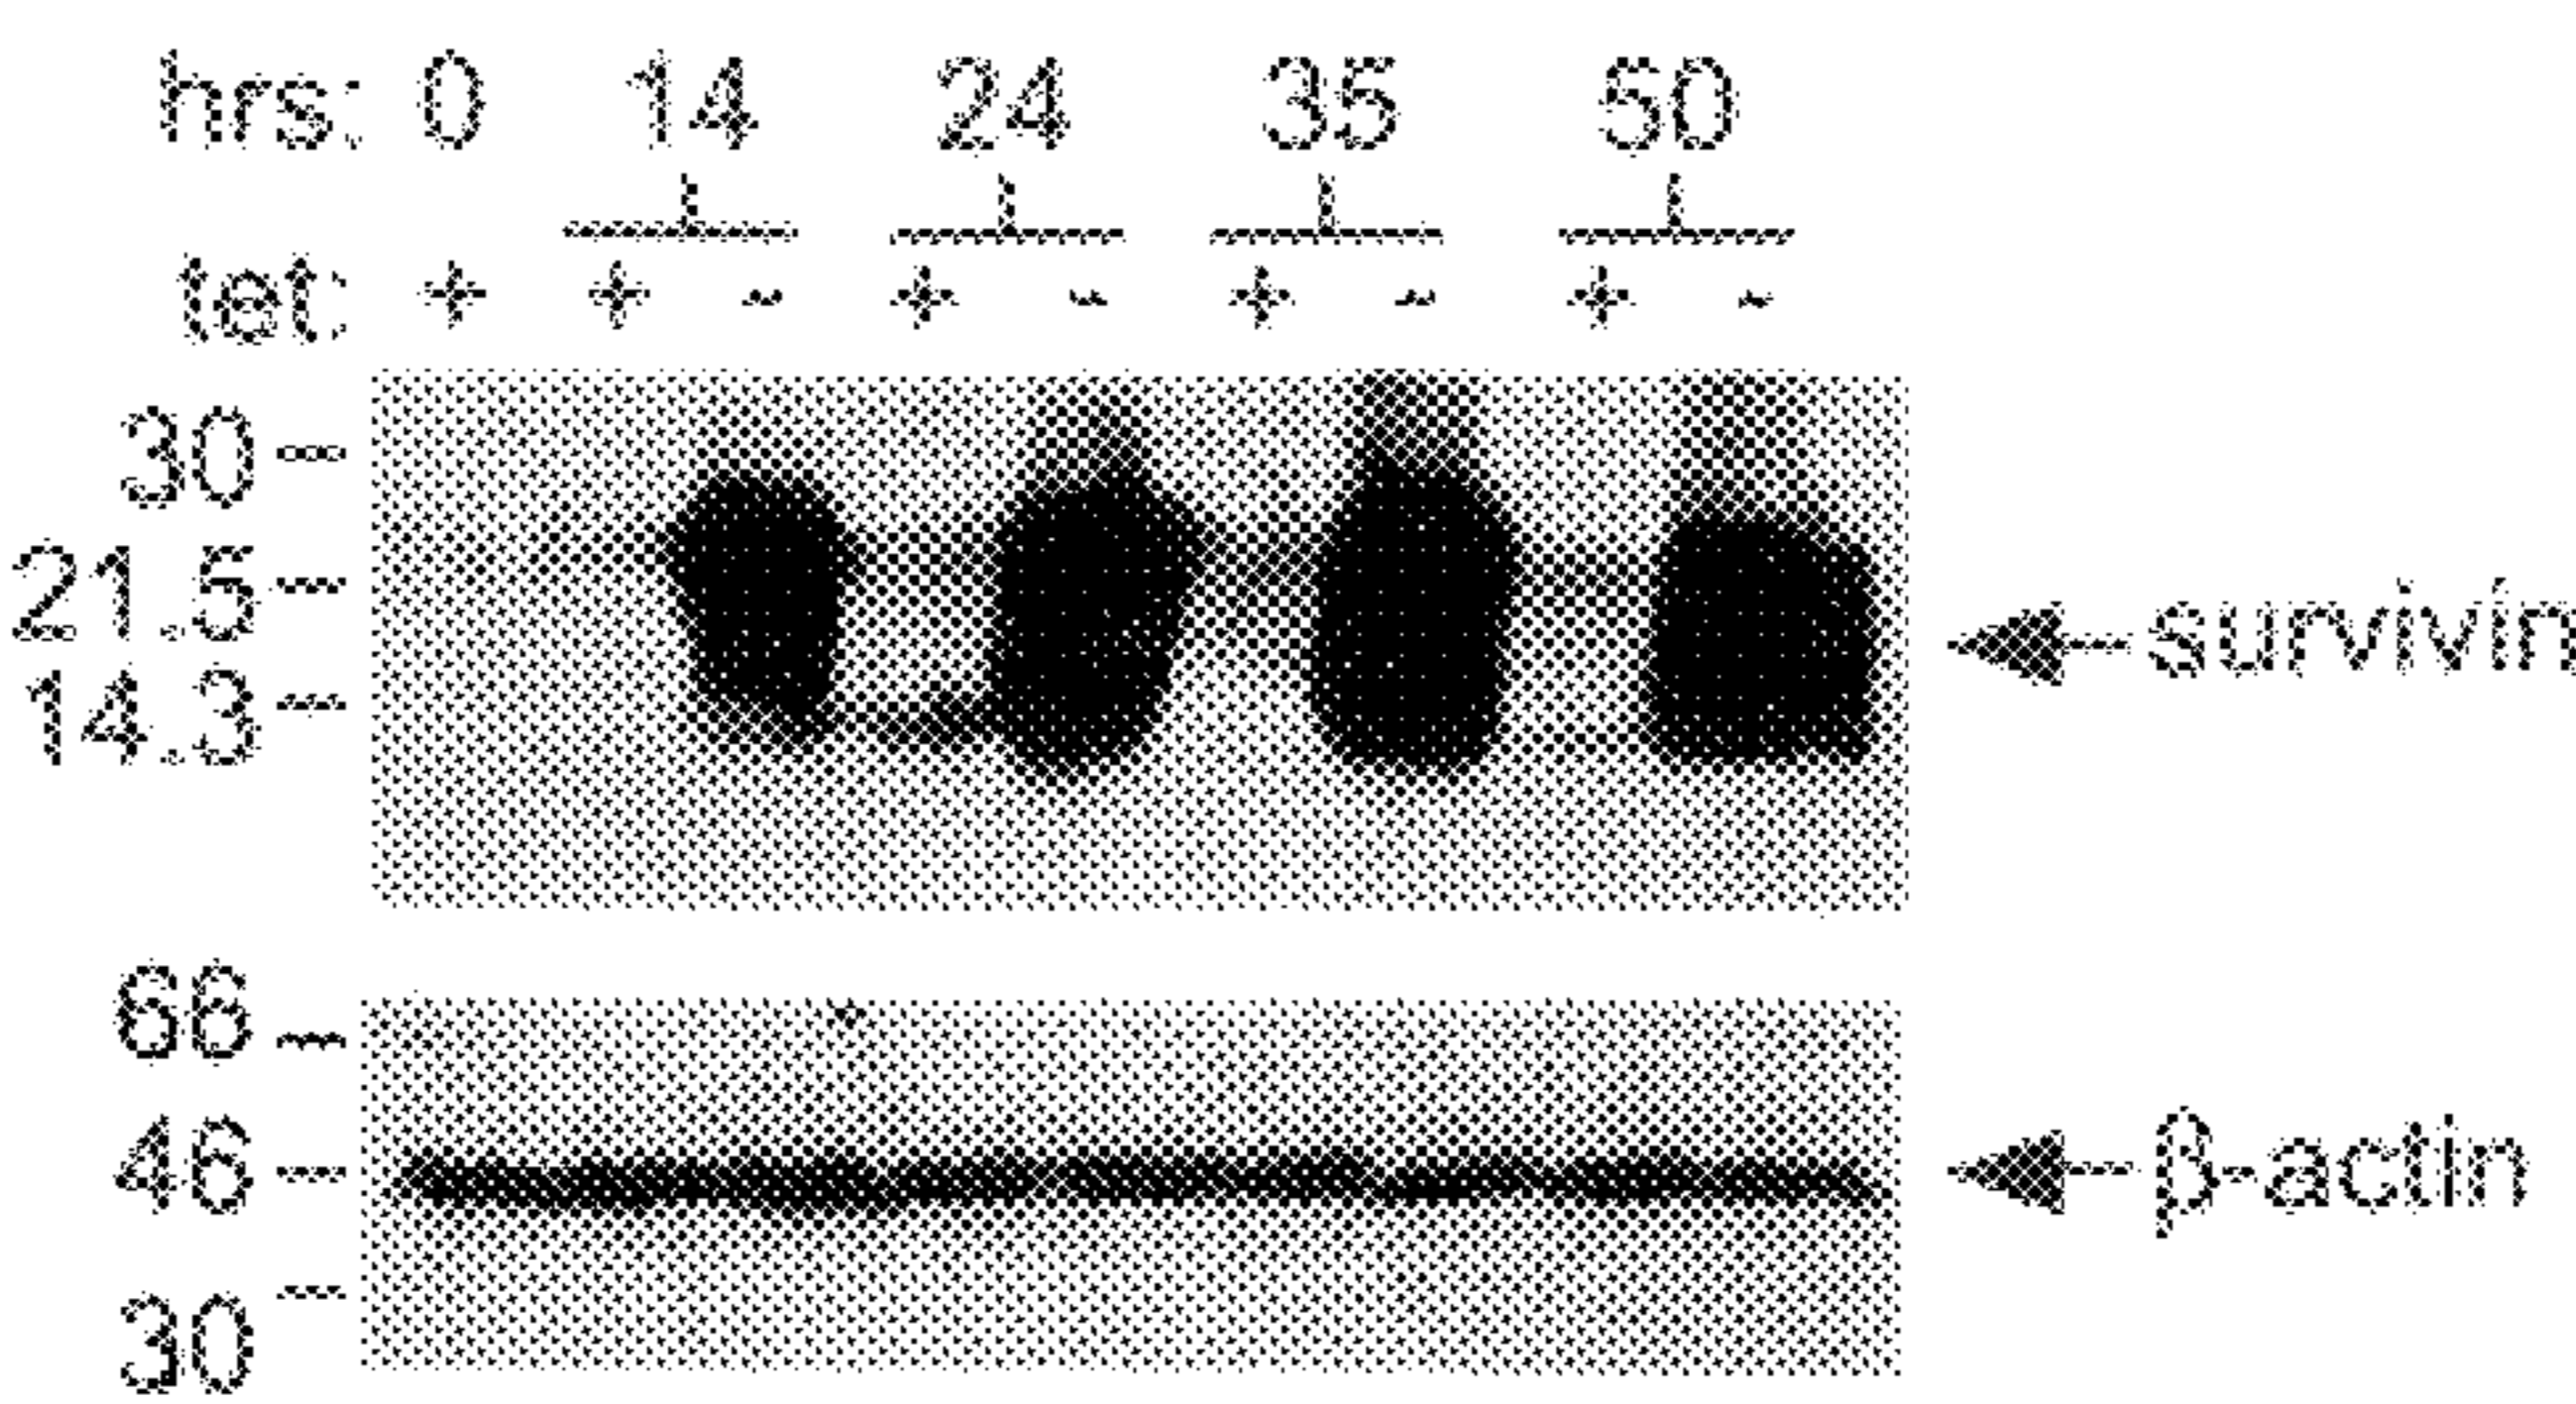 hrs: 0 14 24 35 50
tet: + + - + - + - + -
30
21.5
14.3
survivin
66
46
30
β-actin